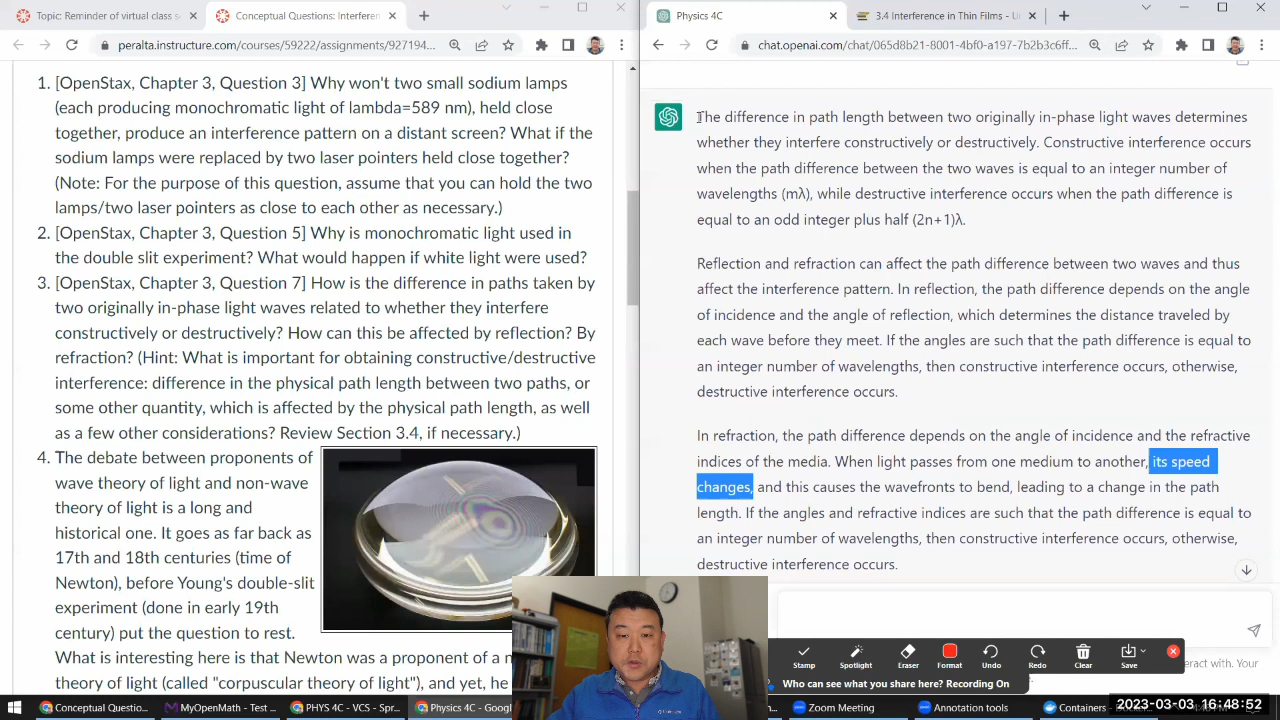 Topic: Reminder of virtual class s
Conceptual Questions: Interferen
peralta.instructure.com/courses/59222/assignments/927194...
1. [OpenStax, Chapter 3, Question 3] Why won't two small sodium lamps
(each producing monochromatic light of lambda=589 nm), held close
together, produce an interference pattern on a distant screen? What if the
sodium lamps were replaced by two laser pointers held close together?
(Note: For the purpose of this question, assume that you can hold the two
lamps/two laser pointers as close to each other as necessary.)
2. [OpenStax, Chapter 3, Question 5] Why is monochromatic light used in
the double slit experiment? What would happen if white light were used?
3. [OpenStax, Chapter 3, Question 7] How is the difference in paths taken by
two originally in-phase light waves related to whether they interfere
constructively or destructively? How can this be affected by reflection? By
refraction? (Hint: What is important for obtaining constructive/destructive
interference: difference in the physical path length between two paths, or
some other quantity, which is affected by the physical path length, as well
as a few other considerations? Review Section 3.4, if necessary.)
4. The debate between proponents of
wave theory of light and non-wave
theory of light is a long and
historical one. It goes as far back as
17th and 18th centuries (time of
Newton), before Young's double-slit
experiment (done in early 19th
century) put the question to rest.
What is interesting here is that Newton was a proponent of a n
theory of light (called "corpuscular theory of light"), and yet, he
Physics 4C
3.4 Interference in Thin Films - Un
chat.openai.com/chat/065d8b21-8001-4bf0-a197-7b2b3c6ff...
The difference in path length between two originally in-phase light waves determines
whether they interfere constructively or destructively. Constructive interference occurs
when the path difference between the two waves is equal to an integer number of
wavelengths (mλ), while destructive interference occurs when the path difference is
equal to an odd integer plus half (2n+1)λ.
Reflection and refraction can affect the path difference between two waves and thus
affect the interference pattern. In reflection, the path difference depends on the angle
of incidence and the angle of reflection, which determines the distance traveled by
each wave before they meet. If the angles are such that the path difference is equal to
an integer number of wavelengths, then constructive interference occurs, otherwise,
destructive interference occurs.
In refraction, the path difference depends on the angle of incidence and the refractive
indices of the media. When light passes from one medium to another, its speed
changes, and this causes the wavefronts to bend, leading to a change in the path
length. If the angles and refractive indices are such that the path difference is equal to
an integer number of wavelengths, then constructive interference occurs, otherwise,
destructive interference occurs.
Stamp Spotlight Eraser Format Undo Redo Clear Save
eract with. Your
Who can see what you share here? Recording On
Conceptual Questio... MyOpenMath - Test ... PHYS 4C - VCS - Spr... Physics 4C - Googl Zoom Meeting Annotation tools Containers
2023-03-03 16:48:52